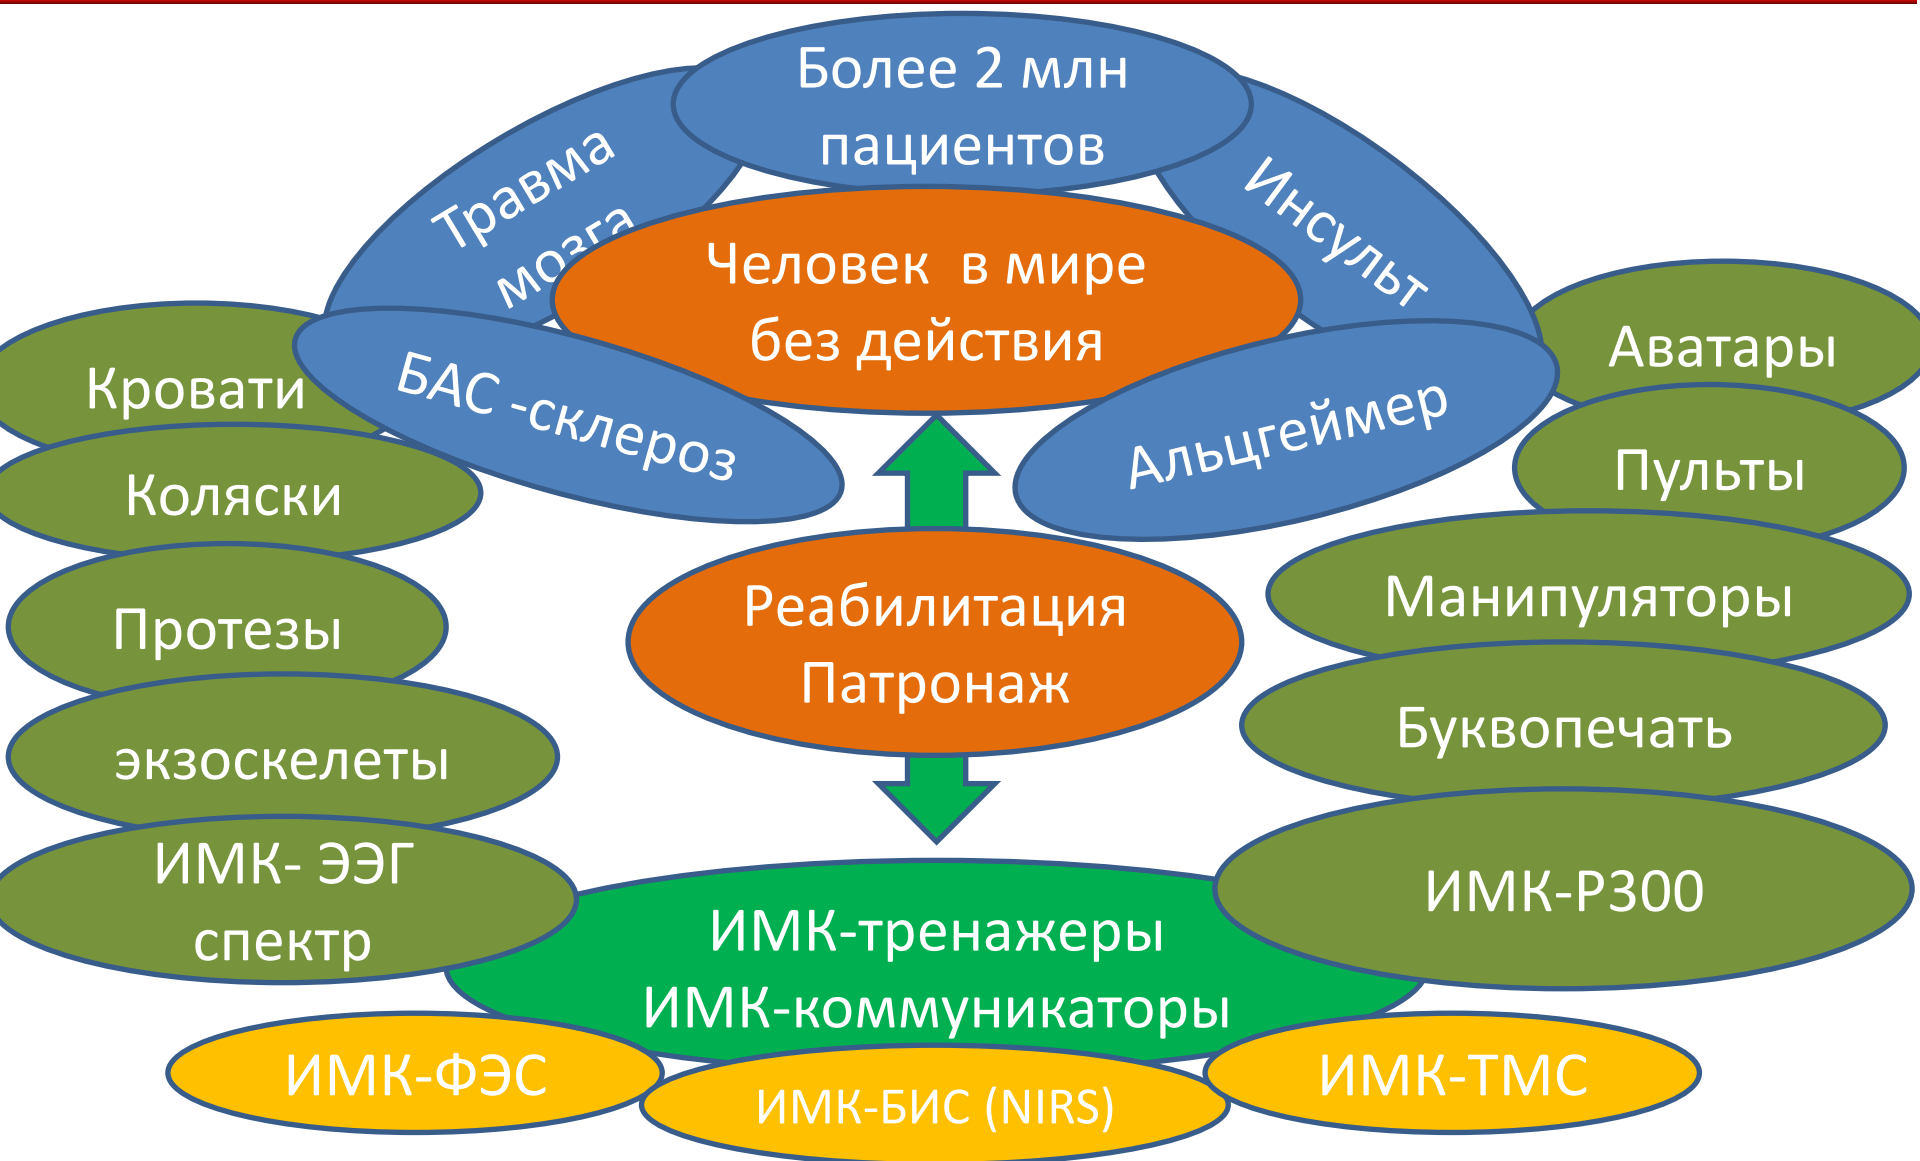 Более 2 млн
пациентов
Травма
мозга
Инсульт
Человек в мире
без действия
БАС -склероз
Альцгеймер
Кровати
Коляски
Протезы
экзоскелеты
ИМК- ЭЭГ
спектр
Аватары
Пульты
Манипуляторы
Буквопечать
ИМК-Р300
Реабилитация
Патронаж
ИМК-тренажеры
ИМК-коммуникаторы
ИМК-ФЭС
ИМК-БИС (NIRS)
ИМК-ТМС